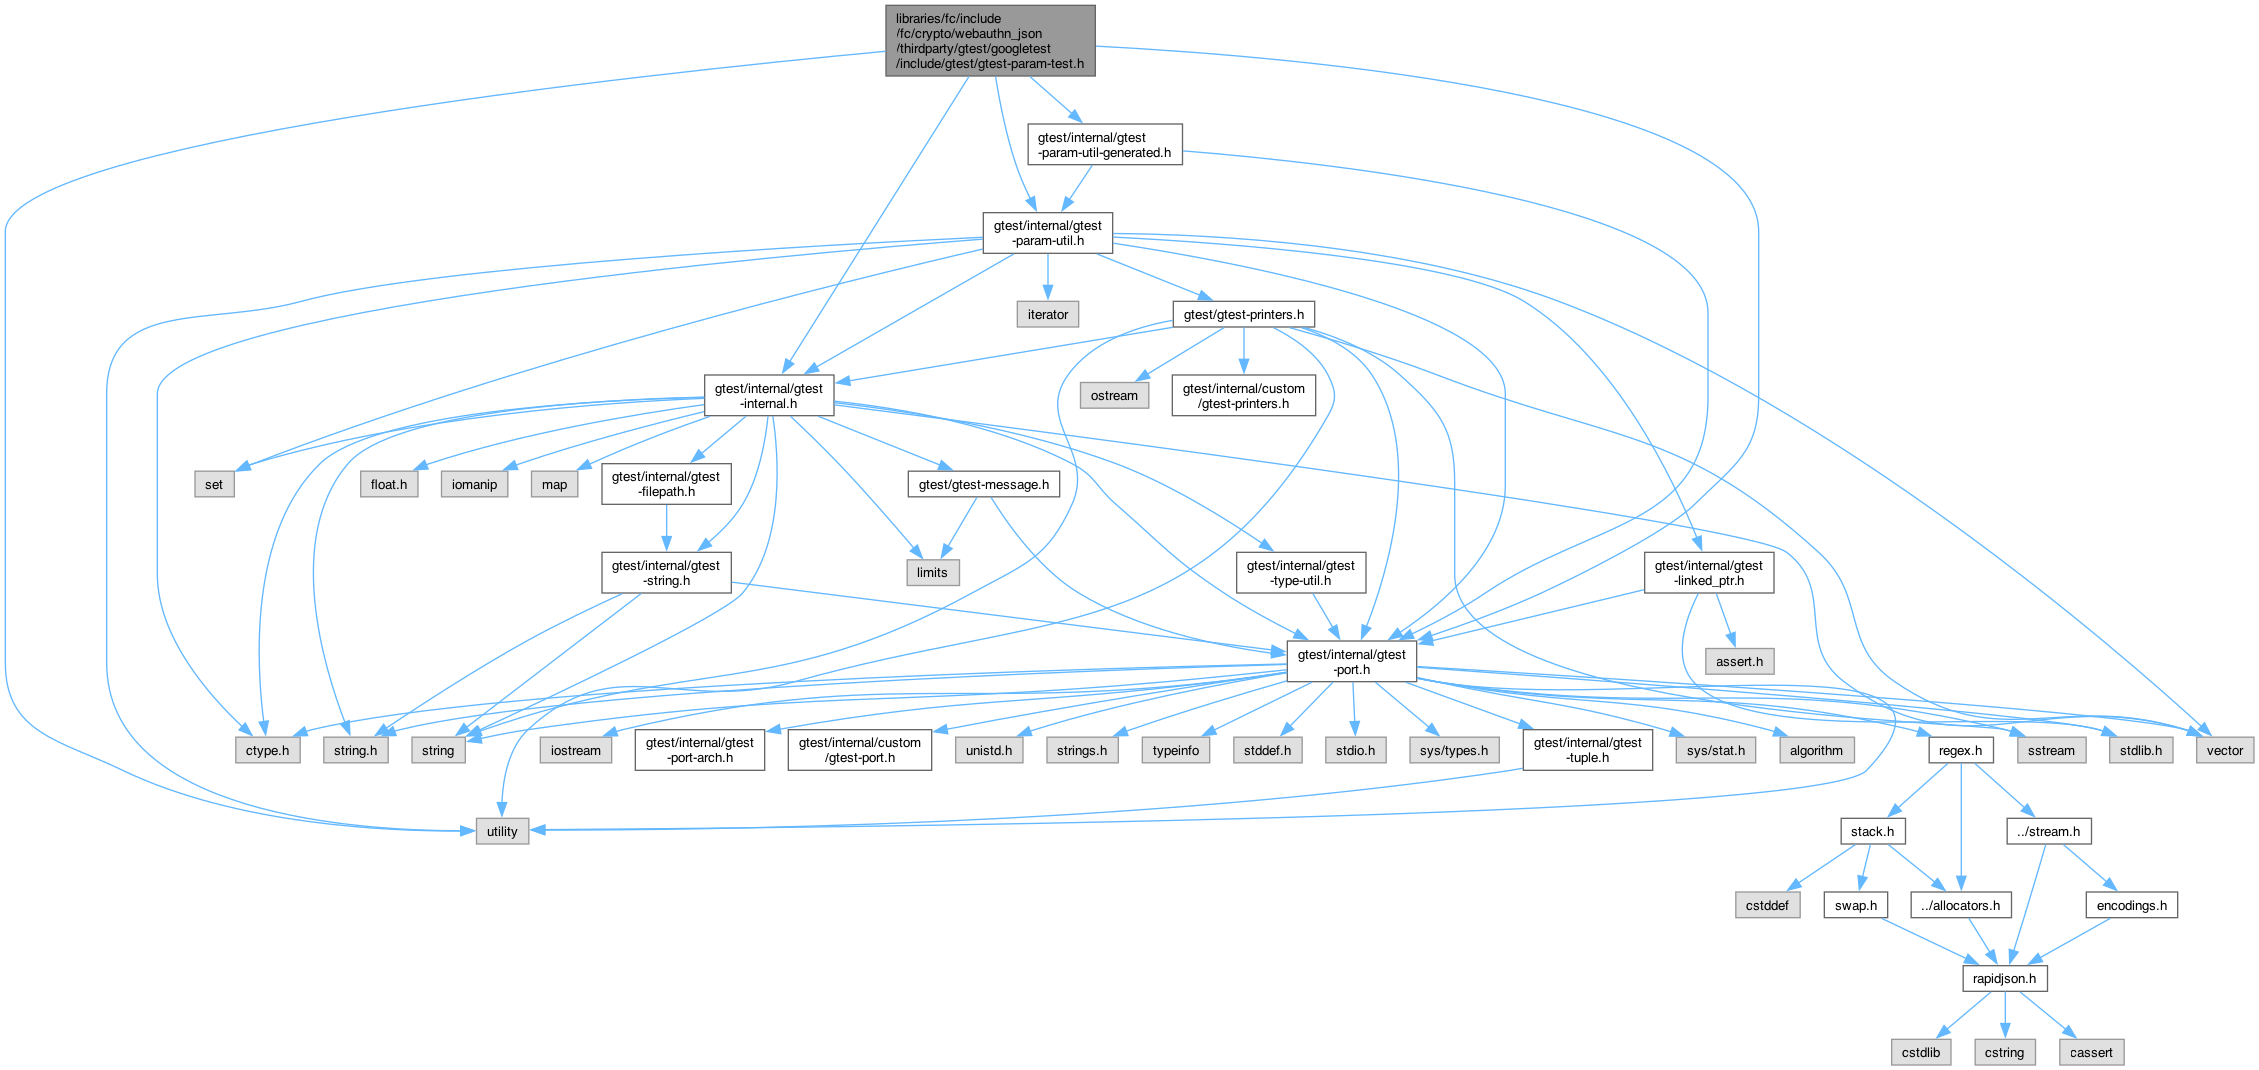 libraries/fc/include
/fc/crypto/webauthn_json
/thirdparty/gtest/googletest
/include/gtest/gtest-param-test.h
gtest/internal/gtest
-param-util-generated.h
gtest/internal/gtest
-param-util.h
iterator
gtest/gtest-printers.h
gtest/internal/gtest
-internal.h
ostream
gtest/internal/custom
/gtest-printers.h
set
float.h
iomanip
map
gtest/internal/gtest
-filepath.h
gtest/gtest-message.h
gtest/internal/gtest
-string.h
limits
gtest/internal/gtest
-type-util.h
gtest/internal/gtest
-linked_ptr.h
gtest/internal/gtest
-port.h
assert.h
ctype.h
string.h
string
iostream
gtest/internal/gtest
-port-arch.h
gtest/internal/custom
/gtest-port.h
unistd.h
strings.h
typeinfo
stddef.h
stdio.h
sys/types.h
gtest/internal/gtest
-tuple.h
sys/stat.h
algorithm
regex.h
sstream
stdlib.h
vector
utility
stack.h
../stream.h
cstddef
swap.h
../allocators.h
encodings.h
rapidjson.h
cstdlib
cstring
cassert